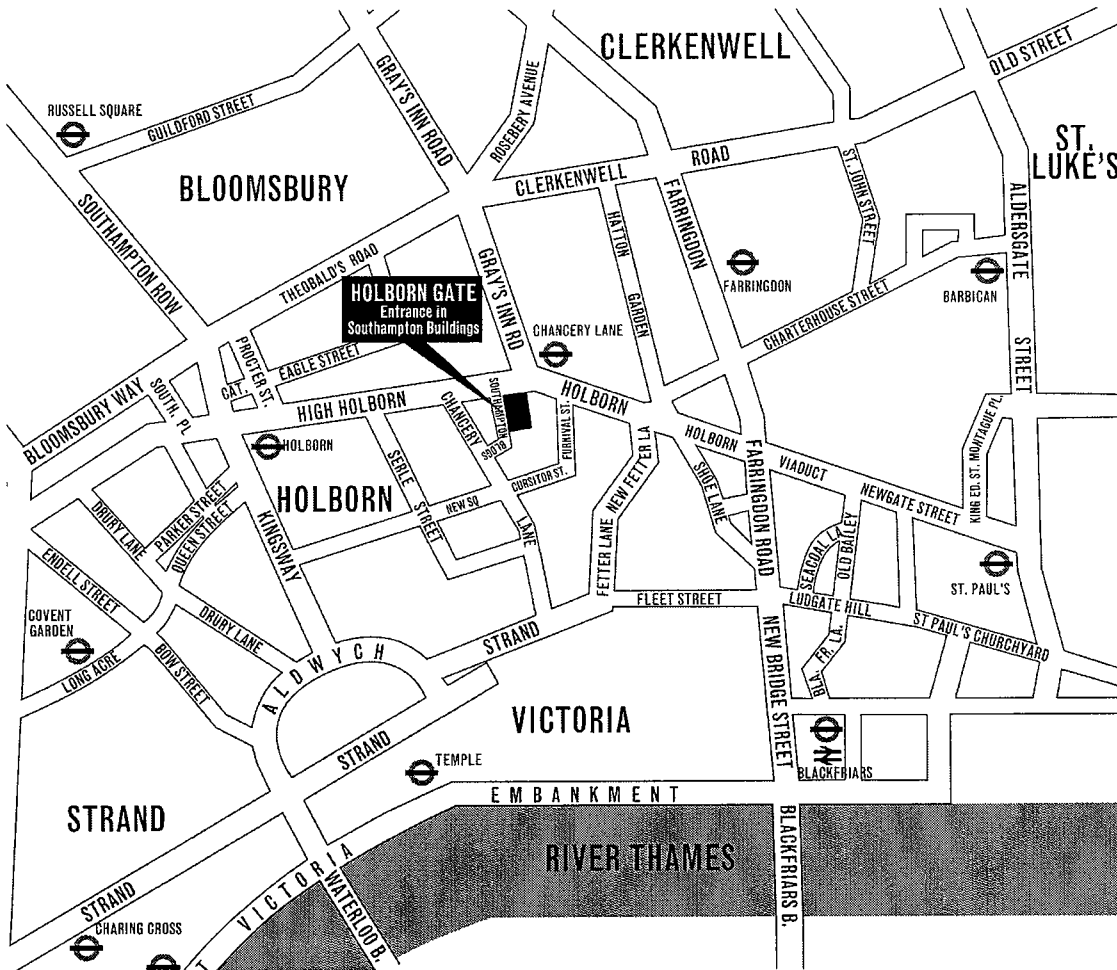 CLERKENWELL
OLD STREET
RUSSELL SQUARE
GUILDFORD STREET
GRAY'S INN ROAD
ROSEBERY AVENUE
ST.
LUKE'S
BLOOMSBURY
CLERKENWELL
ROAD
ST. JOHN STREET
SOUTHAMPTON ROW
HATTON
GARDEN
FARRINGDON
ALDERSGATE
STREET
THEOBALD'S ROAD
GRAY'S INN RD
FARRINGDON
BARBICAN
HOLBORN GATE
Entrance in
Southampton Buildings
CHANCERY LANE
CHARTERHOUSE STREET
PROCTER ST.
EAGLE STREET
CAT.
SOUTH. PL
BLOOMSBURY WAY
HIGH HOLBORN
CHANCERY
LANE
SOUTHAMPTON
BLDGS
FURNIVAL ST.
HOLBORN
HOLBORN
VIADUCT
KING ED. ST. MONTAGUE PL.
HOLBORN
HOLBORN
SERLE
STREET
NEW SQ
CURSITOR ST.
NEW FETTER LA
FETTER LANE
SHOE LANE
FARRINGDON ROAD
NEWGATE STREET
DRURY LANE
PARKER STREET
QUEEN STREET
KINGSWAY
SEACOAL LA.
OLD BAILEY
ST. PAUL'S
ENDELL STREET
COVENT
GARDEN
DRURY LANE
LONG ACRE
BOW STREET
ALDWYCH
STRAND
FLEET STREET
LUDGATE HILL
ST PAUL'S CHURCHYARD
BLA. FR. LA.
NEW BRIDGE STREET
VICTORIA
STRAND
TEMPLE
BLACKFRIARS
EMBANKMENT
STRAND
RIVER THAMES
BLACKFRIARS B.
STRAND
VICTORIA
WATERLOO B.
CHARING CROSS